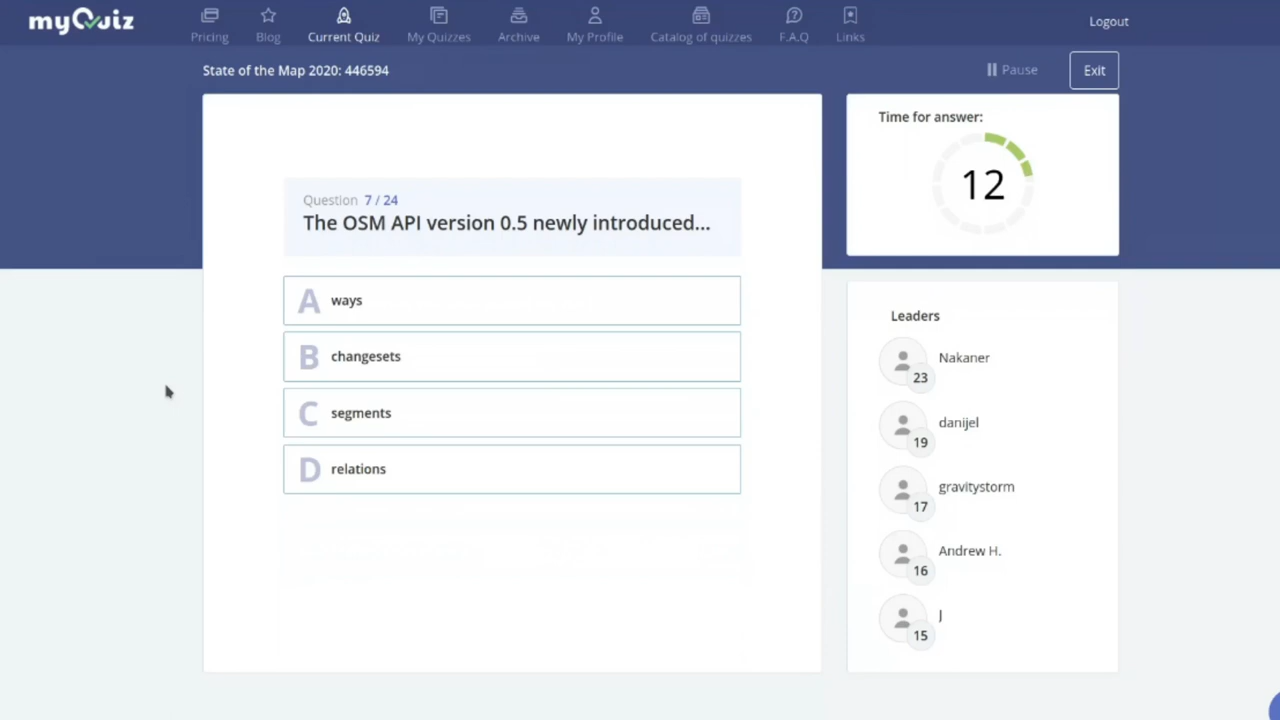 myQuiz
Pricing
Blog
Current Quiz
My Quizzes
Archive
My Profile
Catalog of quizzes
F.A.Q
Links
Logout
State of the Map 2020: 446594
Pause
Exit
Question 7 / 24
The OSM API version 0.5 newly introduced...
A ways
B changesets
C segments
D relations
Time for answer:
12
Leaders
Nakaner
23
danijel
19
gravitystorm
17
Andrew H.
16
J
15